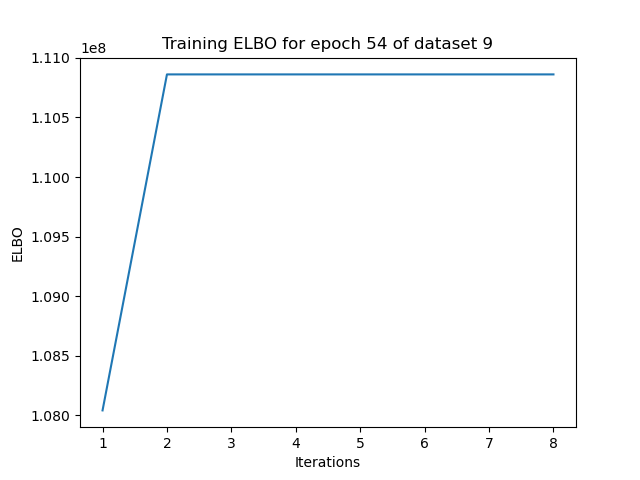 Training ELBO for epoch 54 of dataset 9
1e8
1.110
1.105
1.100
1.095
1.090
1.085
1.080
ELBO
1 2 3 4 5 6 7 8
Iterations